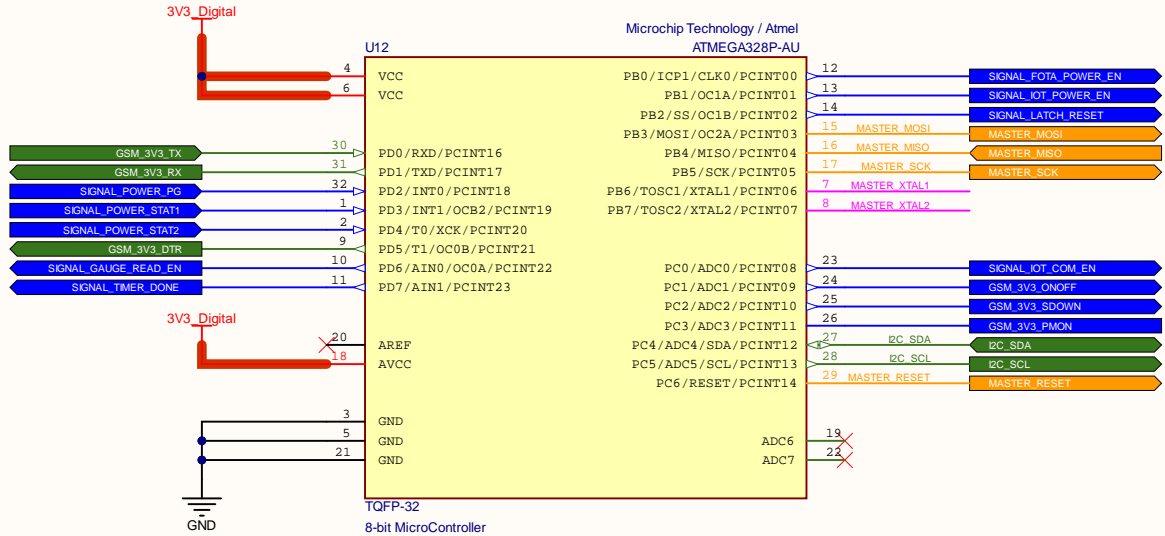 3V3_Digital
Microchip Technology / Atmel
U12
ATMEGA328P-AU
4 VCC PB0/ICP1/CLK0/PCINT00 12 SIGNAL_FOTA_POWER_EN
6 VCC PB1/OC1A/PCINT01 13 SIGNAL_IOT_POWER_EN
PB2/SS/OC1B/PCINT02 14 SIGNAL_LATCH_RESET
PB3/MOSI/OC2A/PCINT03 15 MASTER_MOSI MASTER_MOSI
GSM_3V3_TX 30 PD0/RXD/PCINT16 PB4/MISO/PCINT04 16 MASTER_MISO MASTER_MISO
GSM_3V3_RX 31 PD1/TXD/PCINT17 PB5/SCK/PCINT05 17 MASTER_SCK MASTER_SCK
SIGNAL_POWER_PG 32 PD2/INT0/PCINT18 PB6/TOSC1/XTAL1/PCINT06 7 MASTER_XTAL1
SIGNAL_POWER_STAT1 1 PD3/INT1/OCB2/PCINT19 PB7/TOSC2/XTAL2/PCINT07 8 MASTER_XTAL2
SIGNAL_POWER_STAT2 2 PD4/T0/XCK/PCINT20
GSM_3V3_DTR 9 PD5/T1/OC0B/PCINT21
SIGNAL_GAUGE_READ_EN 10 PD6/AIN0/OC0A/PCINT22 PC0/ADC0/PCINT08 23 SIGNAL_IOT_COM_EN
SIGNAL_TIMER_DONE 11 PD7/AIN1/PCINT23 PC1/ADC1/PCINT09 24 GSM_3V3_ONOFF
PC2/ADC2/PCINT10 25 GSM_3V3_SDOWN
3V3_Digital
PC3/ADC3/PCINT11 26 GSM_3V3_PMON
20 AREF PC4/ADC4/SDA/PCINT12 27 I2C_SDA I2C_SDA
18 AVCC PC5/ADC5/SCL/PCINT13 28 I2C_SCL I2C_SCL
PC6/RESET/PCINT14 29 MASTER_RESET MASTER_RESET
3 GND
5 GND ADC6 19
21 GND ADC7 22
TQFP-32
GND
8-bit MicroController